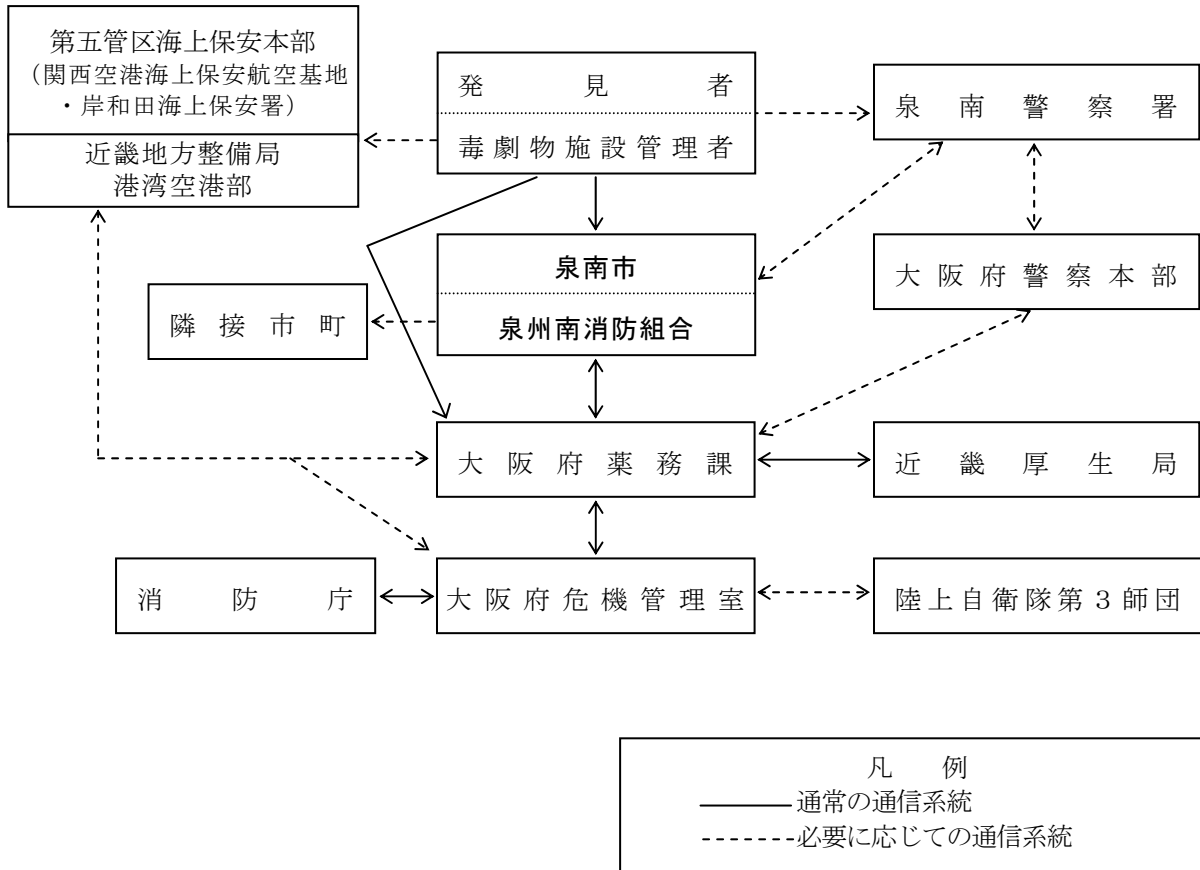 第五管区海上保安本部
（関西空港海上保安航空基地
・岸和田海上保安署）
近畿地方整備局
港湾空港部
発見者
毒劇物施設管理者
泉南警察署
泉南市
泉州南消防組合
大阪府警察本部
隣接市町
大阪府薬務課
近畿厚生局
消防庁
大阪府危機管理室
陸上自衛隊第３師団
凡例
通常の通信系統
必要に応じての通信系統